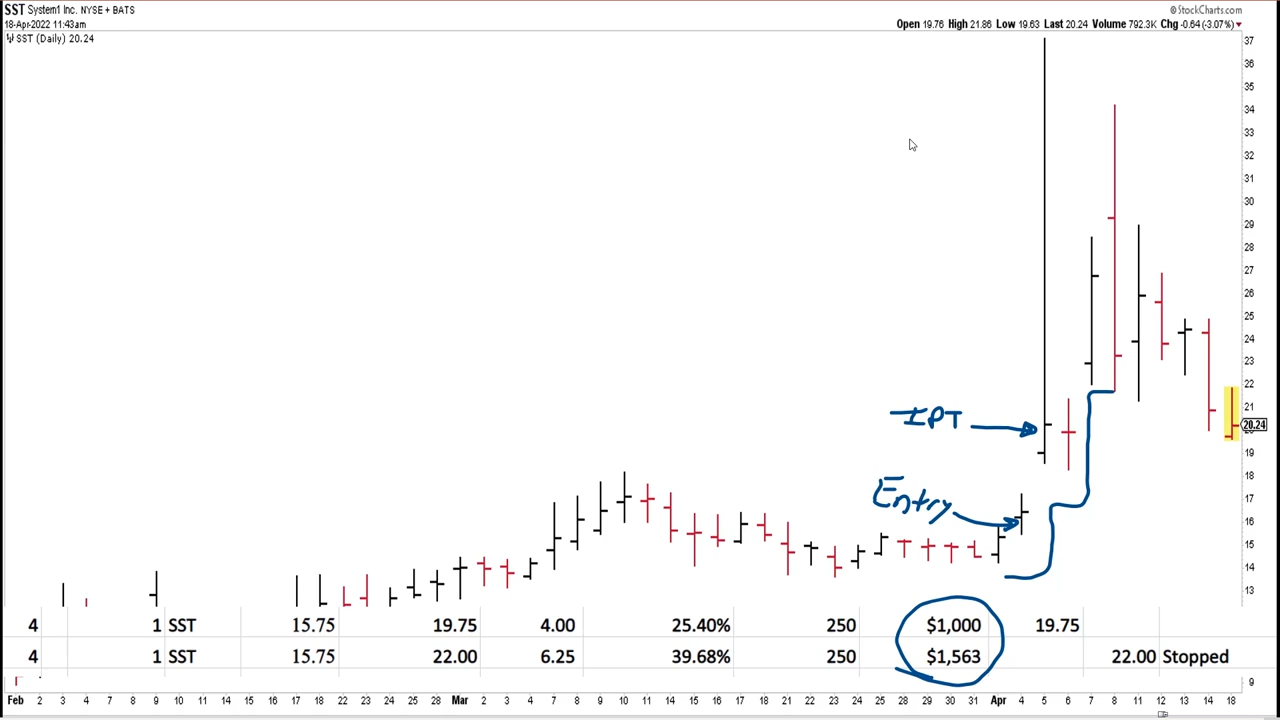 SST System1 Inc. NYSE + BATS
© StockCharts.com
18-Apr-2022 11:43am
Open 19.76 High 21.86 Low 19.63 Last 20.24 Volume 792.3K Chg -0.64 (-3.07%)
SST (Daily) 20.24
37
36
35
34
33
32
31
30
29
28
27
26
25
24
23
22
21
20.24
19
18
17
16
15
14
13
IPT
Entry
4 1 SST 15.75 19.75 4.00 25.40% 250 $1,000 19.75
4 1 SST 15.75 22.00 6.25 39.68% 250 $1,563 22.00 Stopped
9
Feb 2 3 4 7 8 9 10 11 14 15 16 17 18 22 23 24 25 28 Mar 2 3 4 7 8 9 10 11 14 15 16 17 18 21 22 23 24 25 28 29 30 31 Apr 4 5 6 7 8 11 12 13 14 18